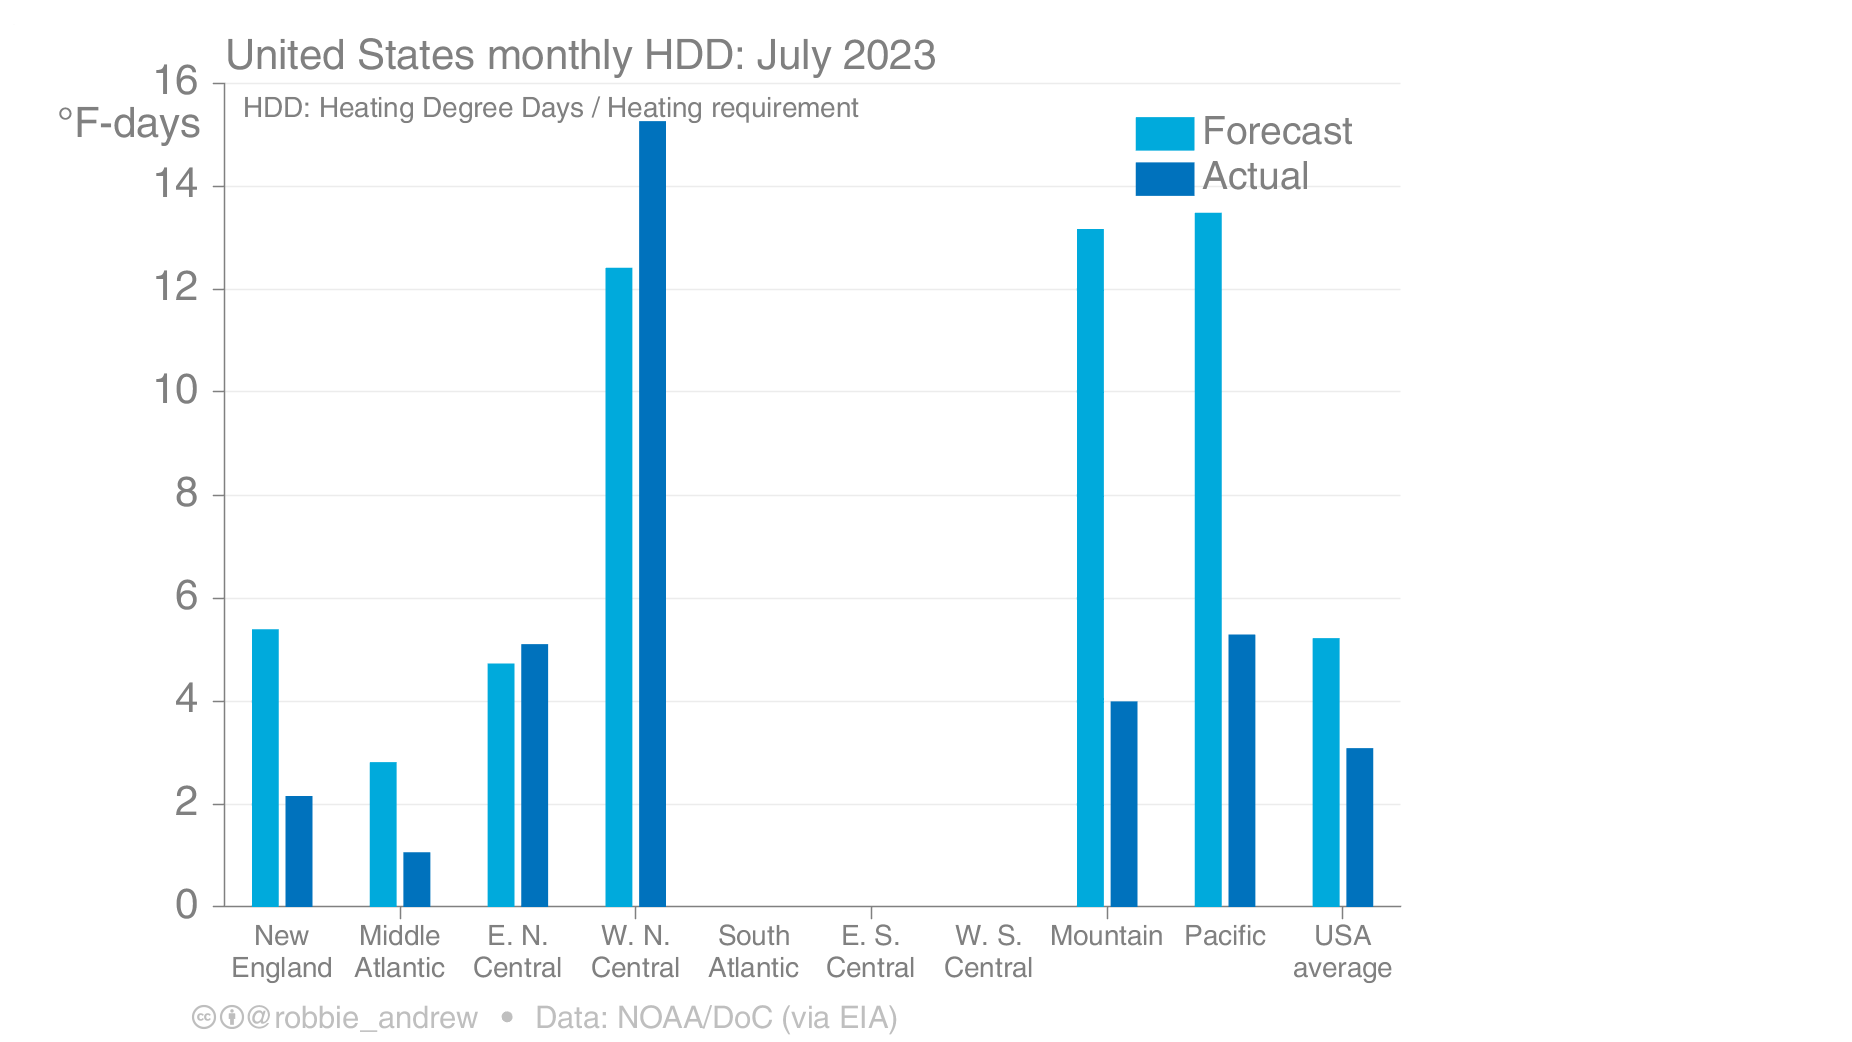 United States monthly HDD: July 2023
HDD: Heating Degree Days / Heating requirement
°F-days
16
14
12
10
8
6
4
2
0
Forecast
Actual
New England
Middle Atlantic
E. N. Central
W. N. Central
South Atlantic
E. S. Central
W. S. Central
Mountain
Pacific
USA average
cc @robbie_andrew • Data: NOAA/DoC (via EIA)